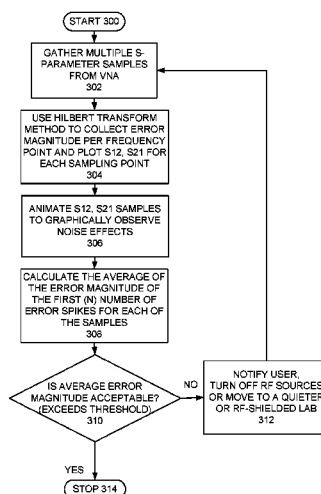 START 300
GATHER MULTIPLE S-
PARAMETER SAMPLES
FROM VNA
302
USE HILBERT TRANSFORM
METHOD TO COLLECT ERROR
MAGNITUDE PER FREQUENCY
POINT AND PLOT S12, S21 FOR
EACH SAMPLING POINT
304
ANIMATE S12, S21 SAMPLES
TO GRAPHICALLY OBSERVE
NOISE EFFECTS
306
CALCULATE THE AVERAGE OF
THE ERROR MAGNITUDE OF
THE FIRST (N) NUMBER OF
ERROR SPIKES FOR EACH OF
THE SAMPLES
308
IS AVERAGE ERROR
MAGNITUDE ACCEPTABLE?
(EXCEEDS THRESHOLD)
310
NO
NOTIFY USER,
TURN OFF RF SOURCES
OR MOVE TO A QUIETER
OR RF-SHIELDED LAB
312
YES
STOP 314